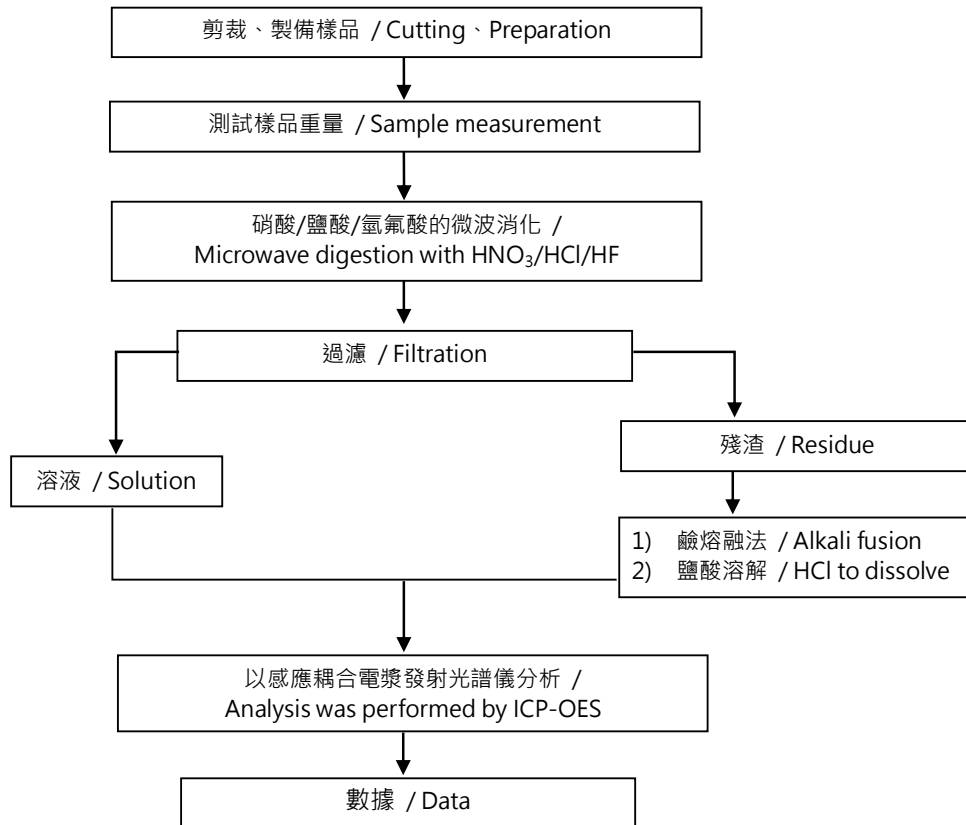 剪裁、製備樣品 / Cutting、Preparation
測試樣品重量 / Sample measurement
硝酸/鹽酸/氫氟酸的微波消化 /
Microwave digestion with HNO₃/HCl/HF
過濾 / Filtration
溶液 / Solution
殘渣 / Residue
1) 鹼熔融法 / Alkali fusion
2) 鹽酸溶解 / HCl to dissolve
以感應耦合電漿發射光譜儀分析 /
Analysis was performed by ICP-OES
數據 / Data